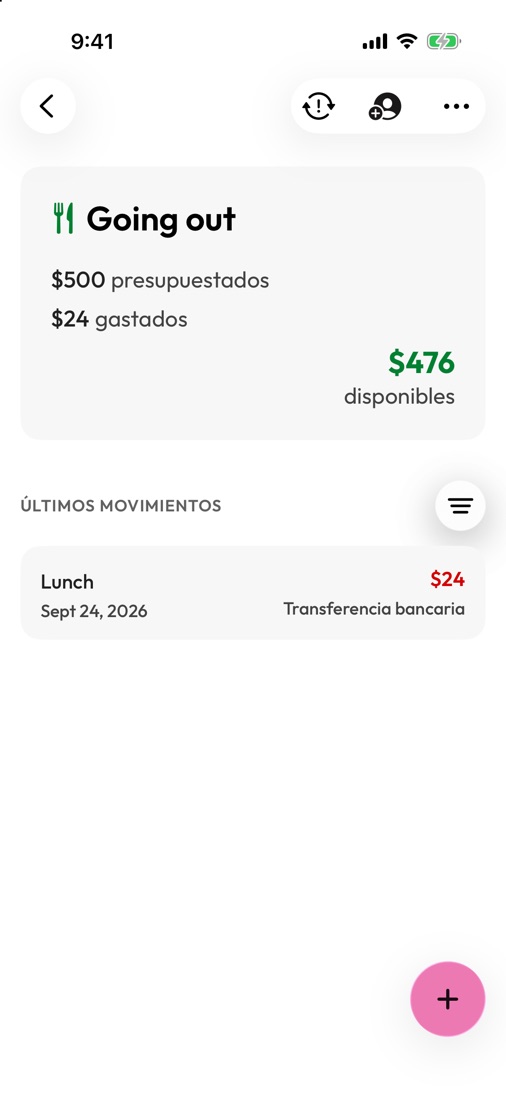 9:41
Going out
$500 presupuestados
$24 gastados
$476
disponibles
ÚLTIMOS MOVIMIENTOS
Lunch
$24
Sept 24, 2026
Transferencia bancaria